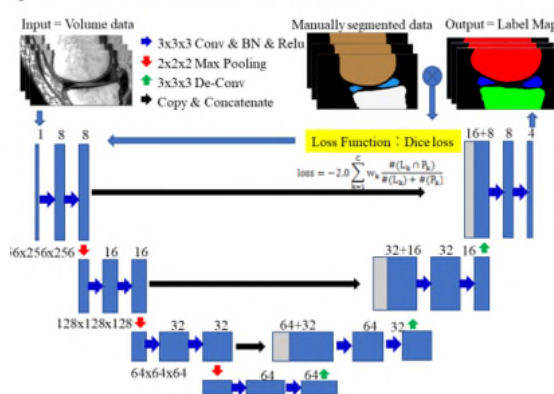 Input = Volume data
3x3x3 Conv & BN & Relu
2x2x2 Max Pooling
3x3x3 De-Conv
Copy & Concatenate
Manually segmented data
Output = Label Map
Loss Function : Dice loss
1 8 8
16+8 8 4
6x256x256
16 16
32+16 32 16
128x128x128
32 32
64+32 64 32
64x64x64
64 64